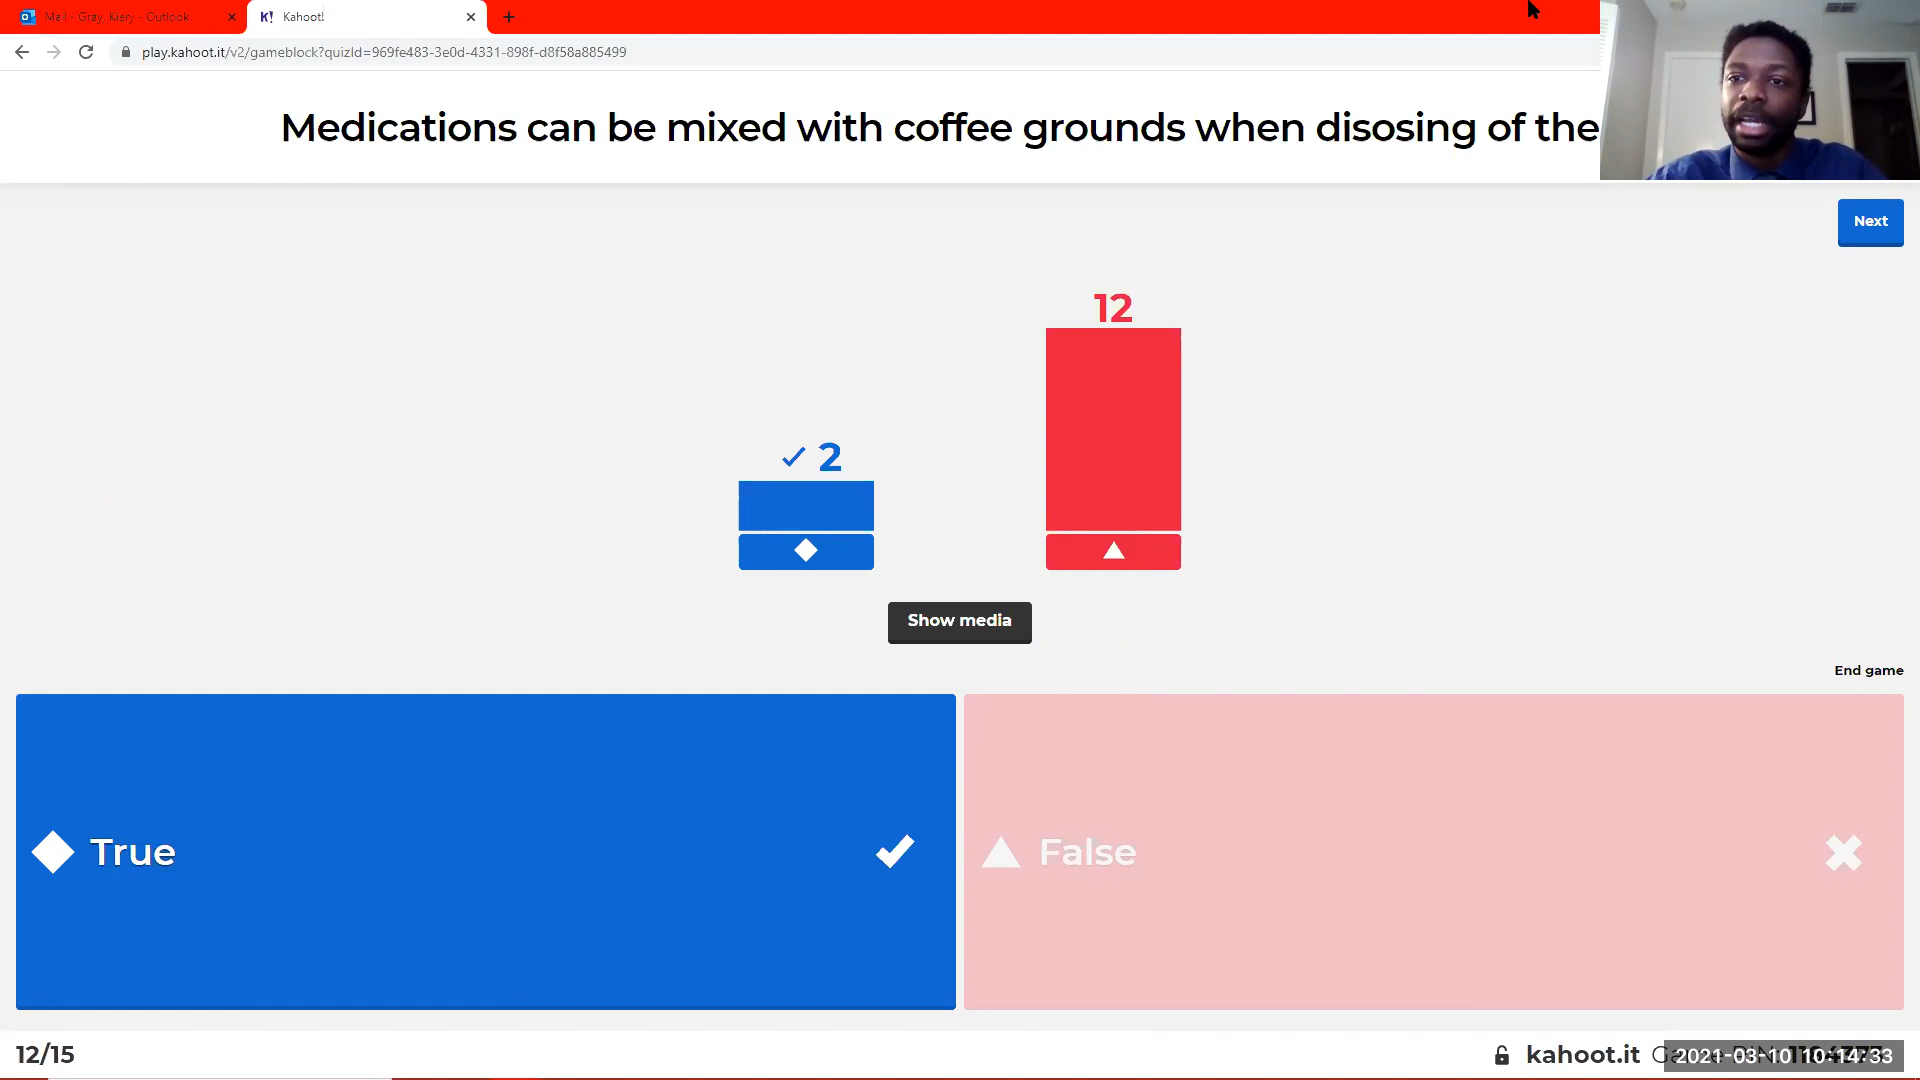 Mail - Gray, Kiery - Outlook
Kahoot!
play.kahoot.it/v2/gameblock?quizId=969fe483-3e0d-4331-898f-d8f58a885499
Medications can be mixed with coffee grounds when disosing of the
Next
12
2
Show media
End game
True
False
12/15
kahoot.it
2021-03-10 10:14:33